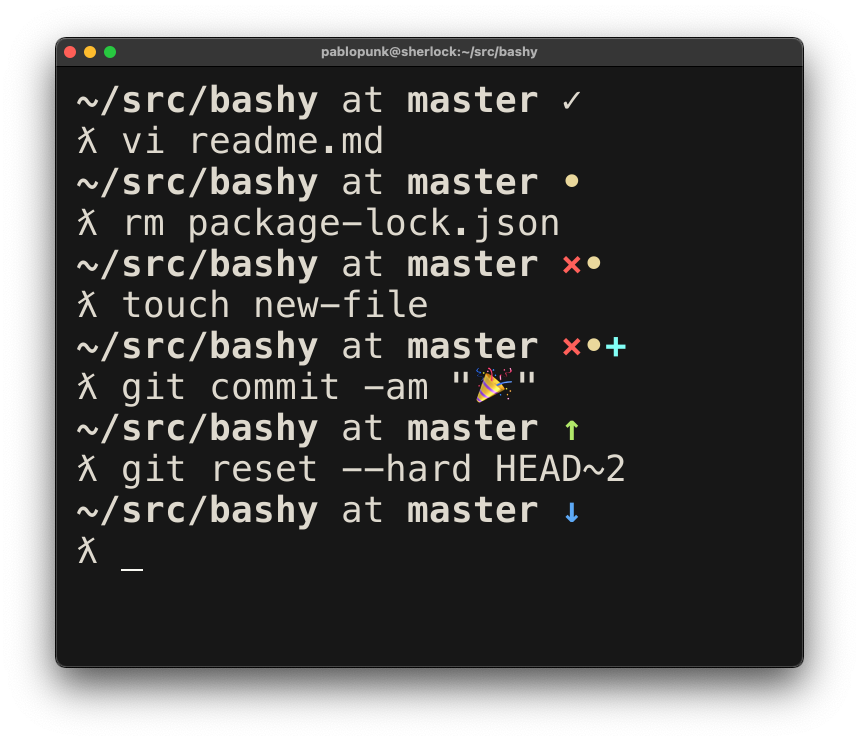 pablopunk@sherlock:~/src/bashy
~/src/bashy at master ✓
ƛ vi readme.md
~/src/bashy at master •
ƛ rm package-lock.json
~/src/bashy at master ×•
ƛ touch new-file
~/src/bashy at master ×•+
ƛ git commit -am "🎉"
~/src/bashy at master ↑
ƛ git reset --hard HEAD~2
~/src/bashy at master ↓
ƛ _